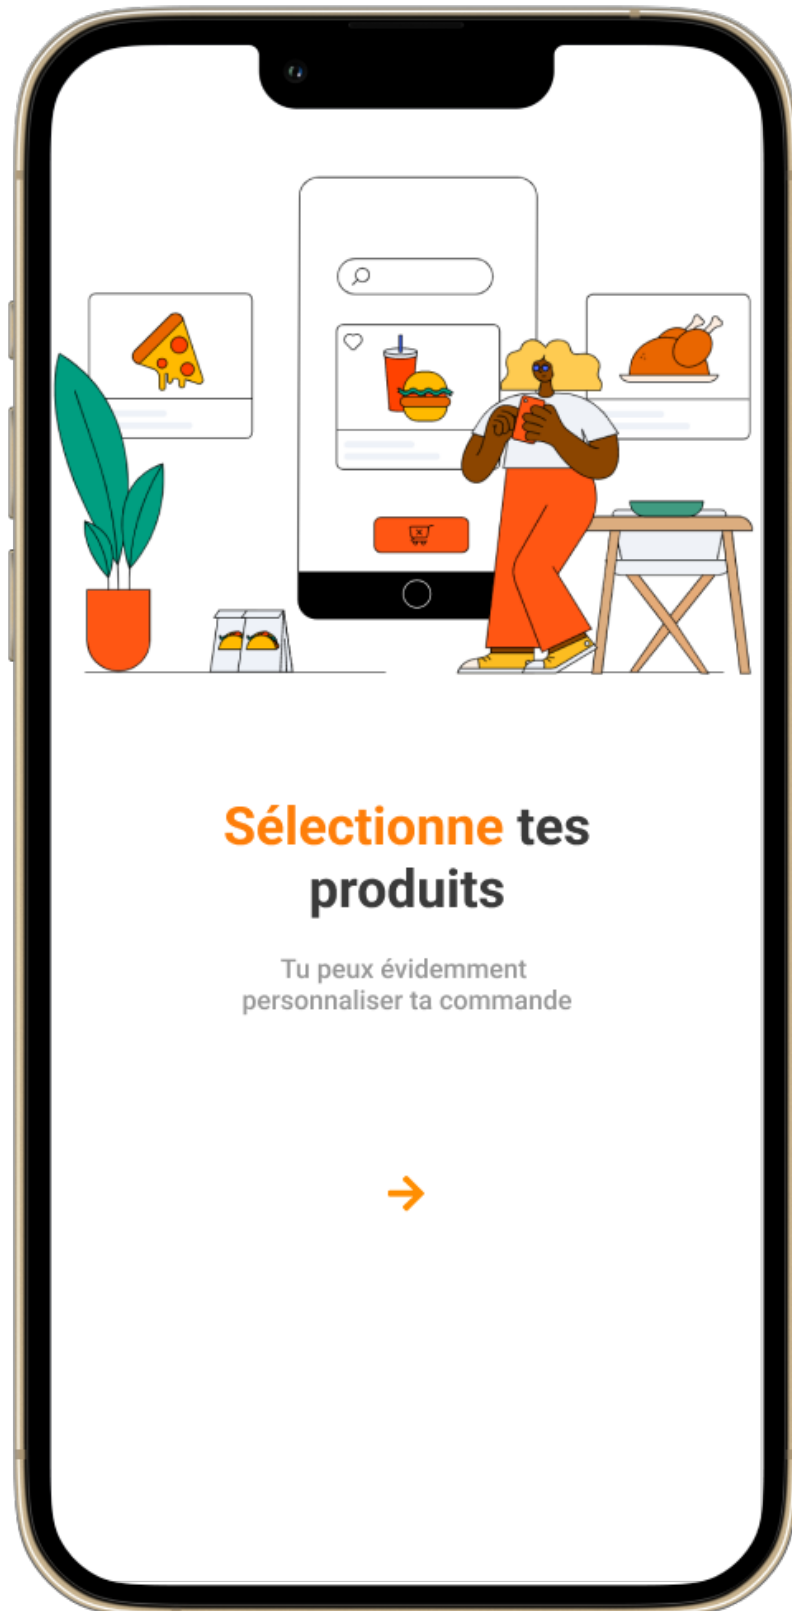 Sélectionne tes
produits
Tu peux évidemment
personnaliser ta commande